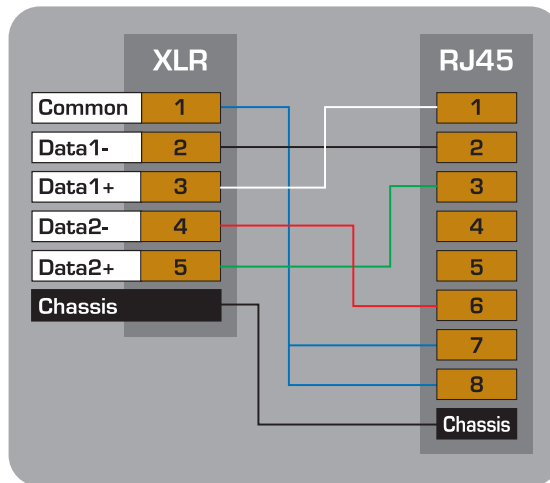 XLR RJ45
Common 1 1
Data1- 2 2
Data1+ 3 3
Data2- 4 4
Data2+ 5 5
Chassis 6
7
8
Chassis